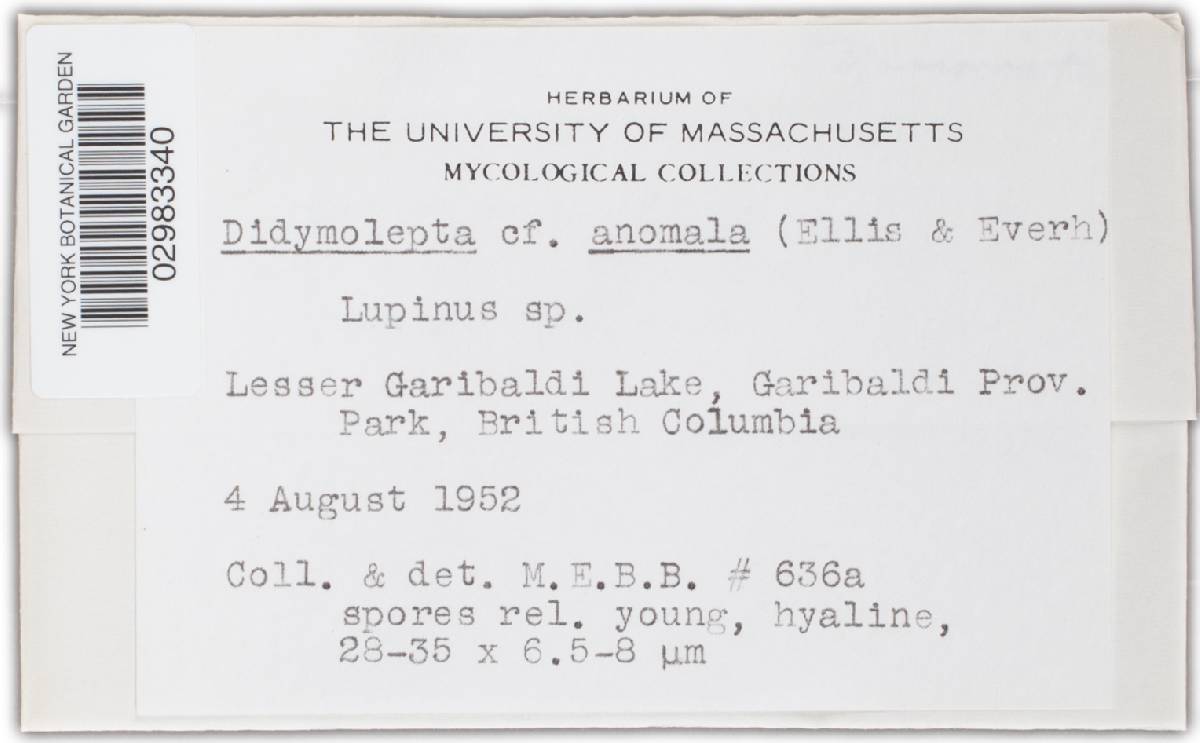 NEW YORK BOTANICAL GARDEN
02983340
HERBARIUM OF
THE UNIVERSITY OF MASSACHUSETTS
MYCOLOGICAL COLLECTIONS
Didymolepta cf. anomala (Ellis & Everh)
Lupinus sp.
Lesser Garibaldi Lake, Garibaldi Prov.
Park, British Columbia
4 August 1952
Coll. & det. M.E.B.B. # 636a
spores rel. young, hyaline,
28-35 x 6.5-8 µm